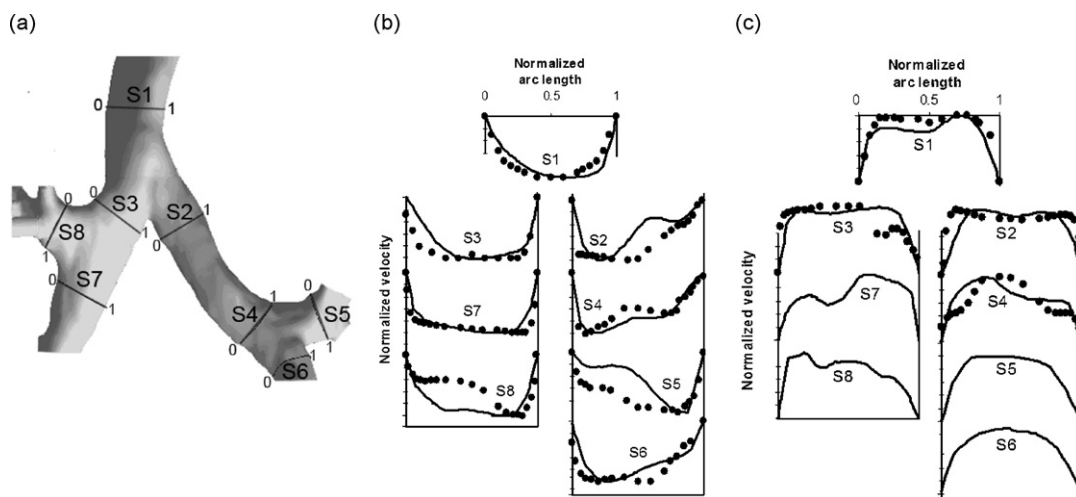 (a)
(b)
(c)
0 S1 1
0 S3 1
S2 1
0
0 S8 1
S7
0 1
0 S4 1
0 S5 1
0 S6 1
Normalized
arc length
0 0.5 1
S1
Normalized velocity
S3
S2
S7
S4
S8
S5
S6
Normalized
arc length
0 0.5 1
S1
Normalized velocity
S3
S2
S7
S4
S8
S5
S6